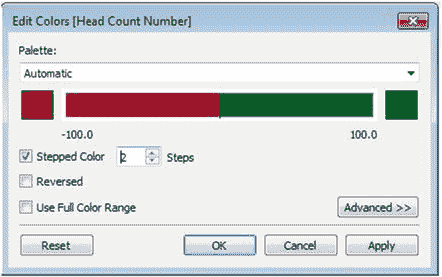 Edit Colors [Head Count Number]
Palette:
Automatic
-100.0 100.0
Stepped Color 2 Steps
Reversed
Use Full Color Range Advanced >>
Reset OK Cancel Apply